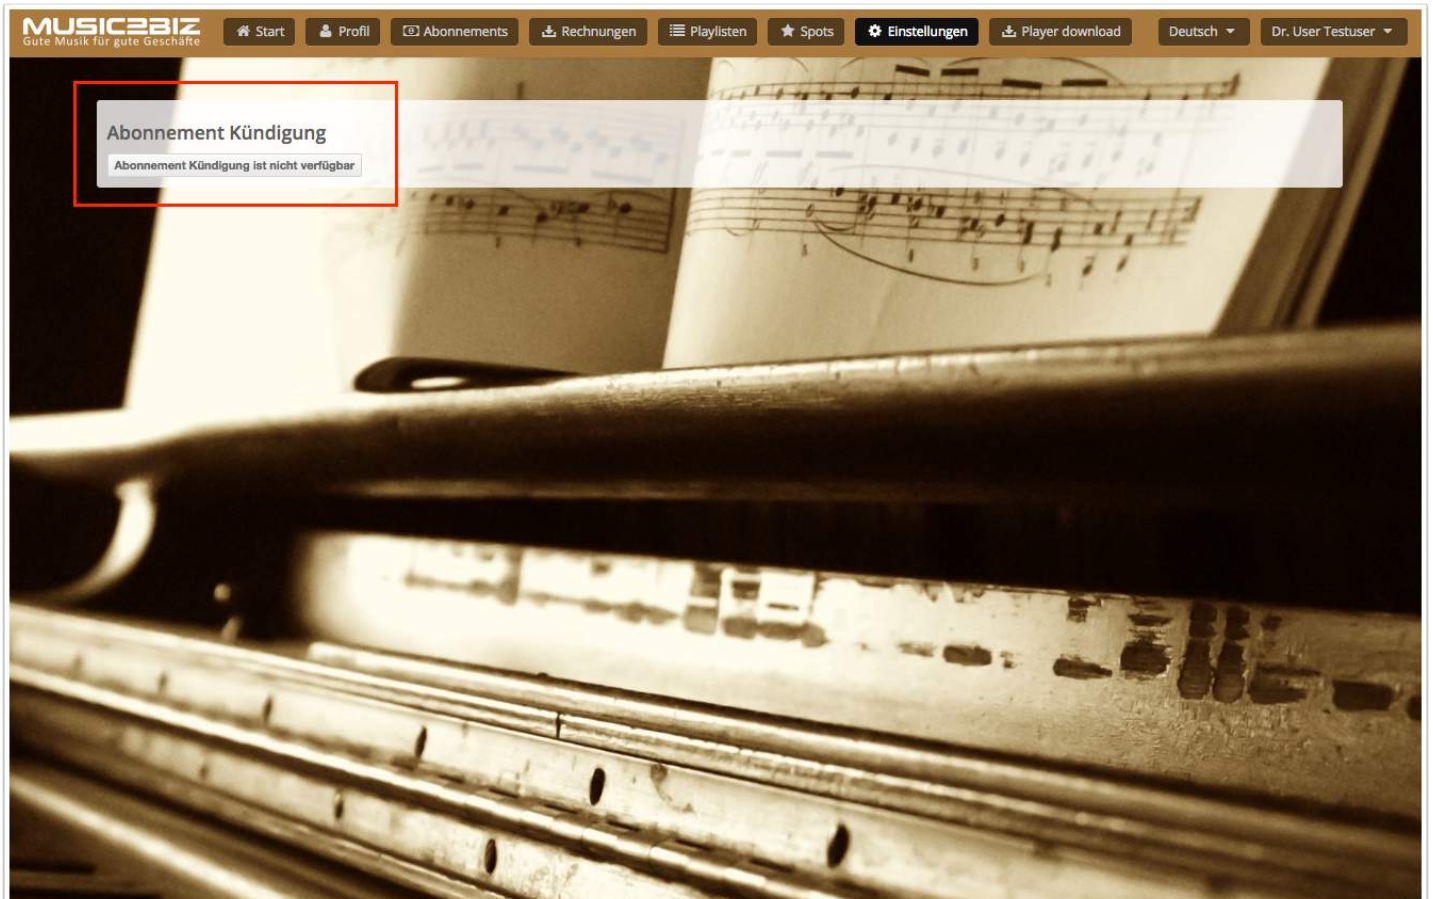 MUSIC2BIZ
Gute Musik für gute Geschäfte
Start
Profil
Abonnements
Rechnungen
Playlisten
Spots
Einstellungen
Player download
Deutsch
Dr. User Testuser
Abonnement Kündigung
Abonnement Kündigung ist nicht verfügbar